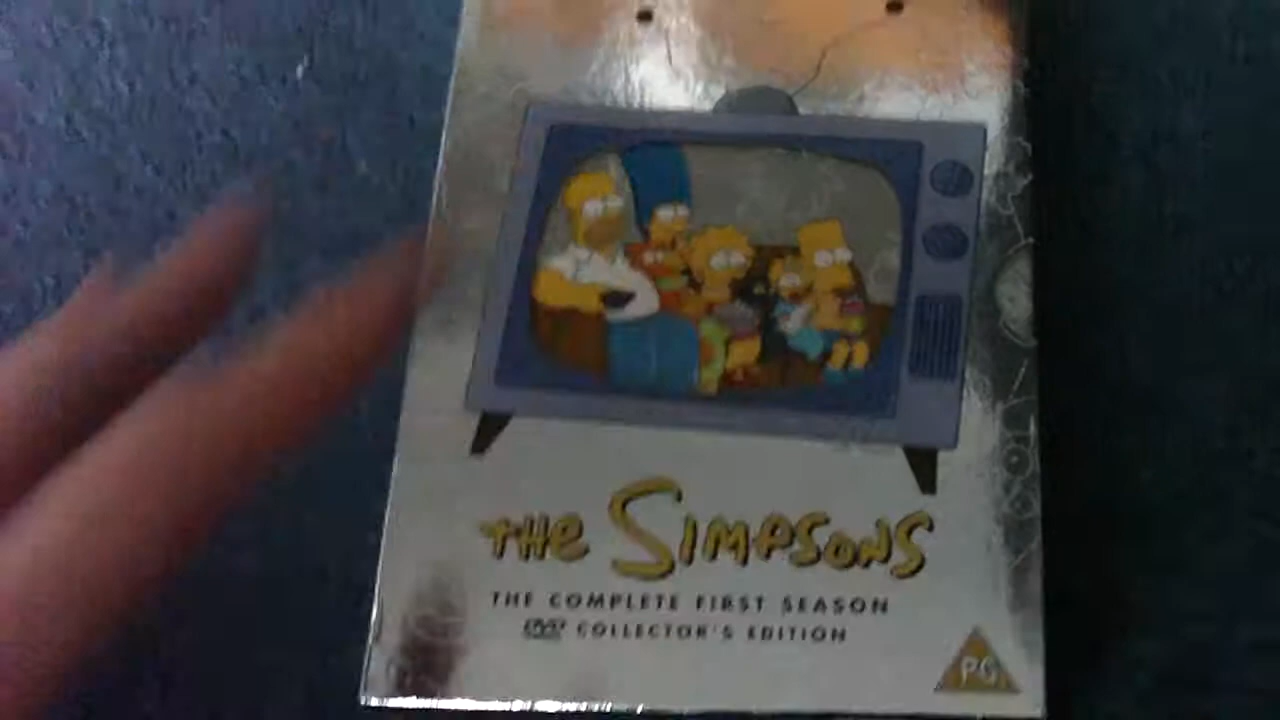 THE SIMPSONS
THE COMPLETE FIRST SEASON
DVD COLLECTOR'S EDITION
PG